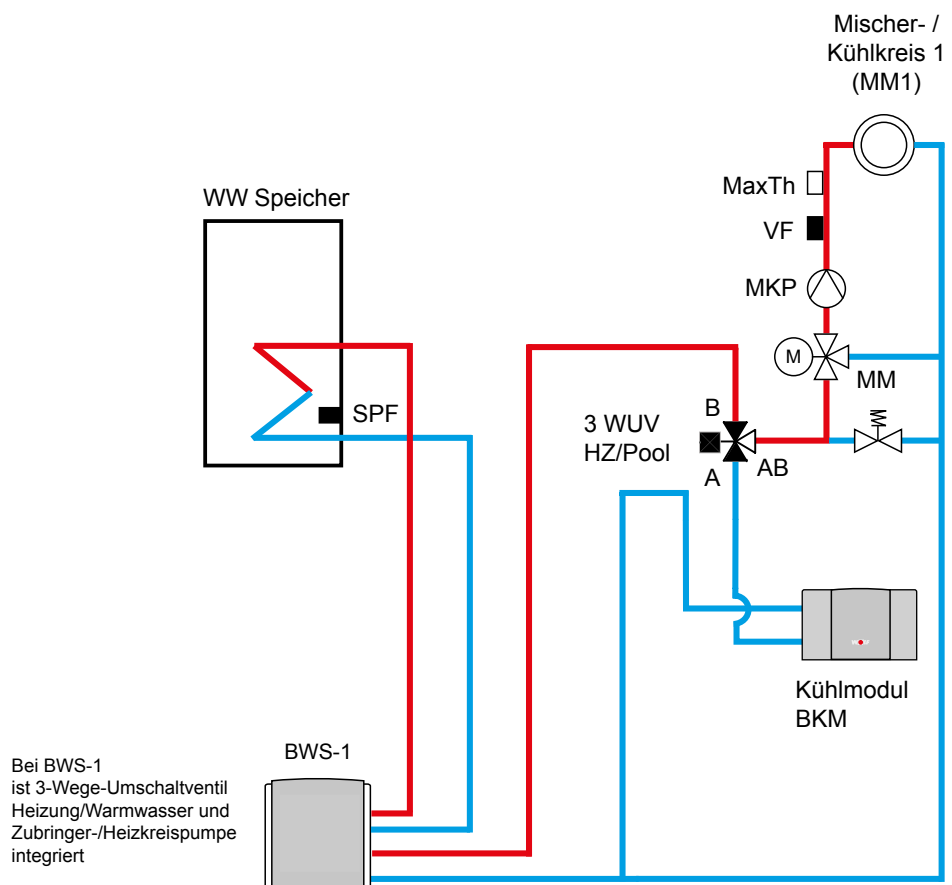 Mischer- /
Kühlkreis 1
(MM1)
MaxTh
WW Speicher
VF
MKP
M
MM
B
SPF
3 WUV
HZ/Pool
AB
A
Kühlmodul
BKM
BWS-1
Bei BWS-1
ist 3-Wege-Umschaltventil
Heizung/Warmwasser und
Zubringer-/Heizkreispumpe
integriert